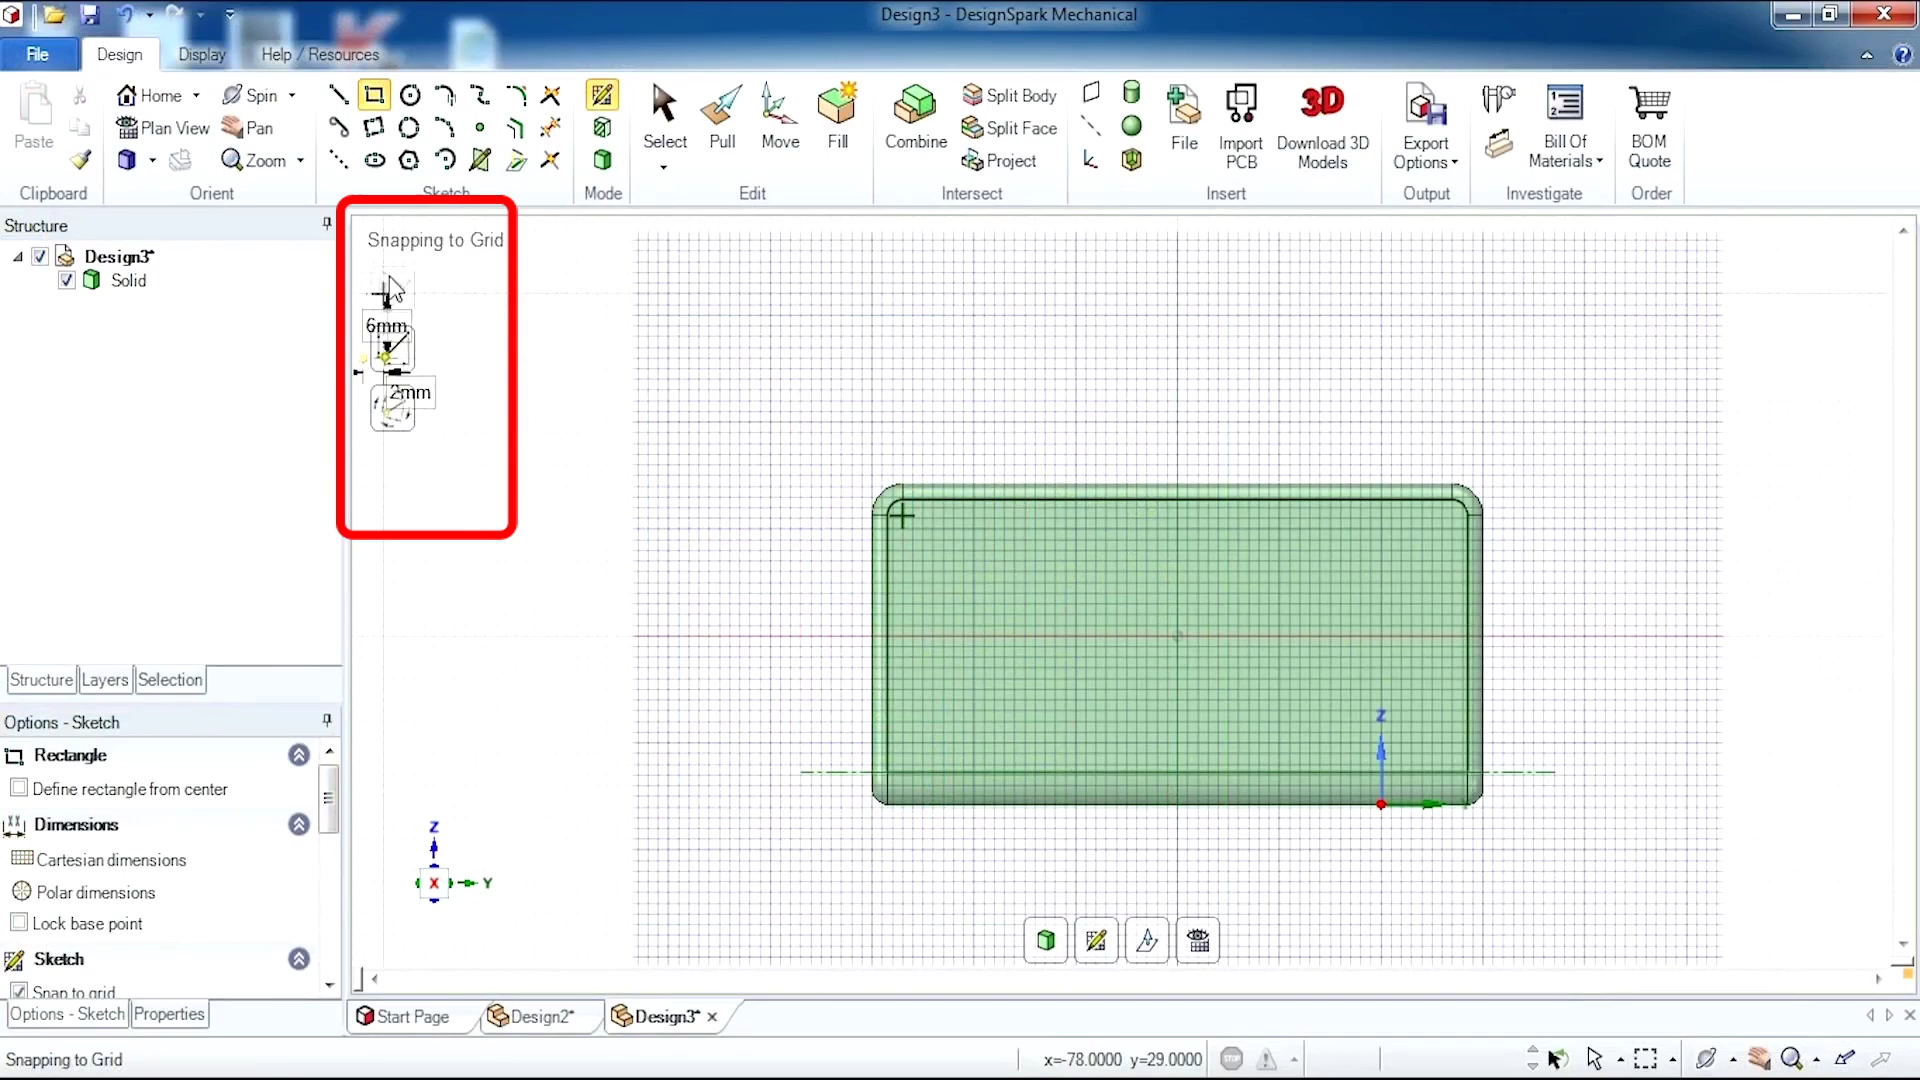 Design3 - DesignSpark Mechanical
File Design Display Help / Resources
Paste
Clipboard
Home Spin
Plan View Pan
Zoom
Orient
Sketch
Mode
Select Pull Move Fill
Edit
Combine
Split Body
Split Face
Project
Intersect
File
Import PCB
3D
Download 3D Models
Insert
Export Options
Output
Bill Of Materials
Investigate
BOM Quote
Order
Structure
Design3*
Solid
Snapping to Grid
6mm
2mm
Structure Layers Selection
Options - Sketch
Rectangle
Define rectangle from center
Dimensions
Cartesian dimensions
Polar dimensions
Lock base point
Sketch
Snap to grid
Options - Sketch Properties
Z
X
Y
Z
Start Page Design2* Design3*
Snapping to Grid
x=-78.0000 y=29.0000
STOP